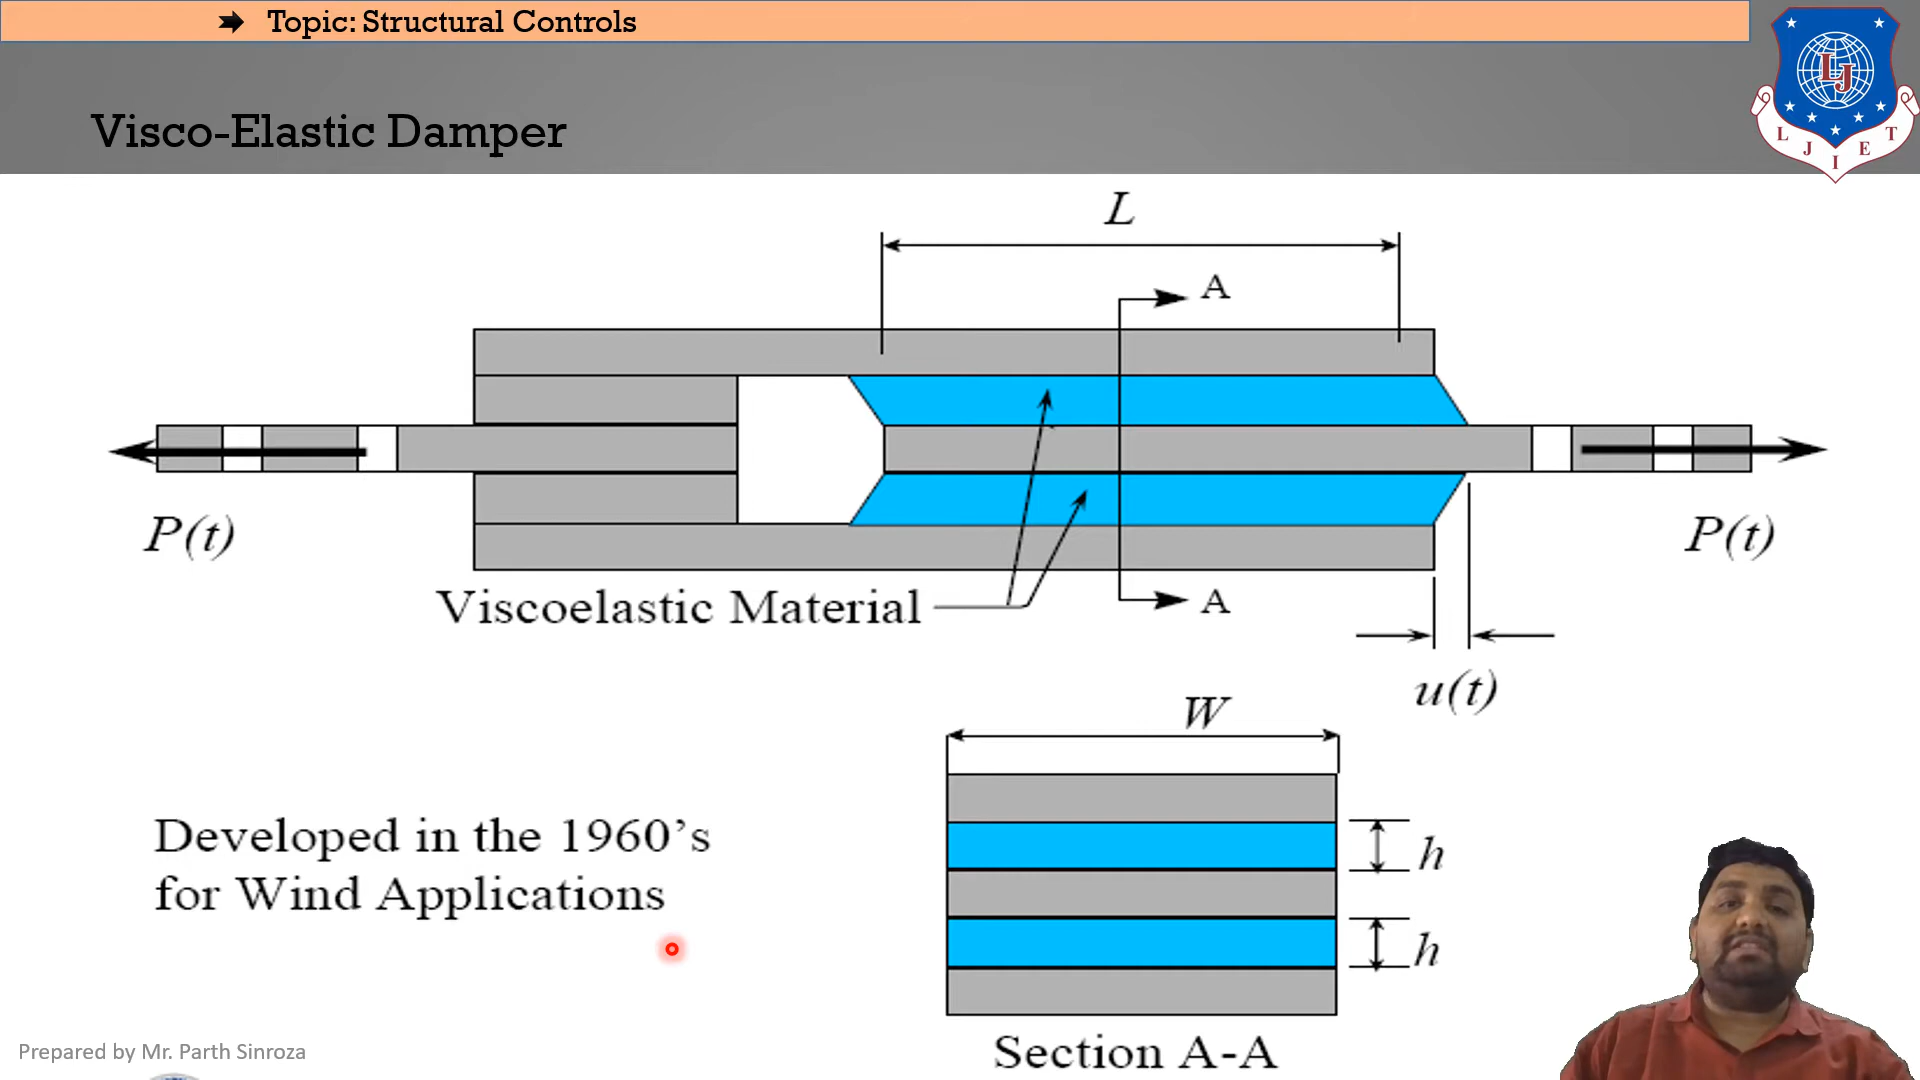 Topic: Structural Controls
Visco-Elastic Damper
L
J
I
E
T
LJ
L
A
P(t)
P(t)
Viscoelastic Material
A
u(t)
W
Developed in the 1960’s
for Wind Applications
h
h
Section A-A
Prepared by Mr. Parth Sinroza